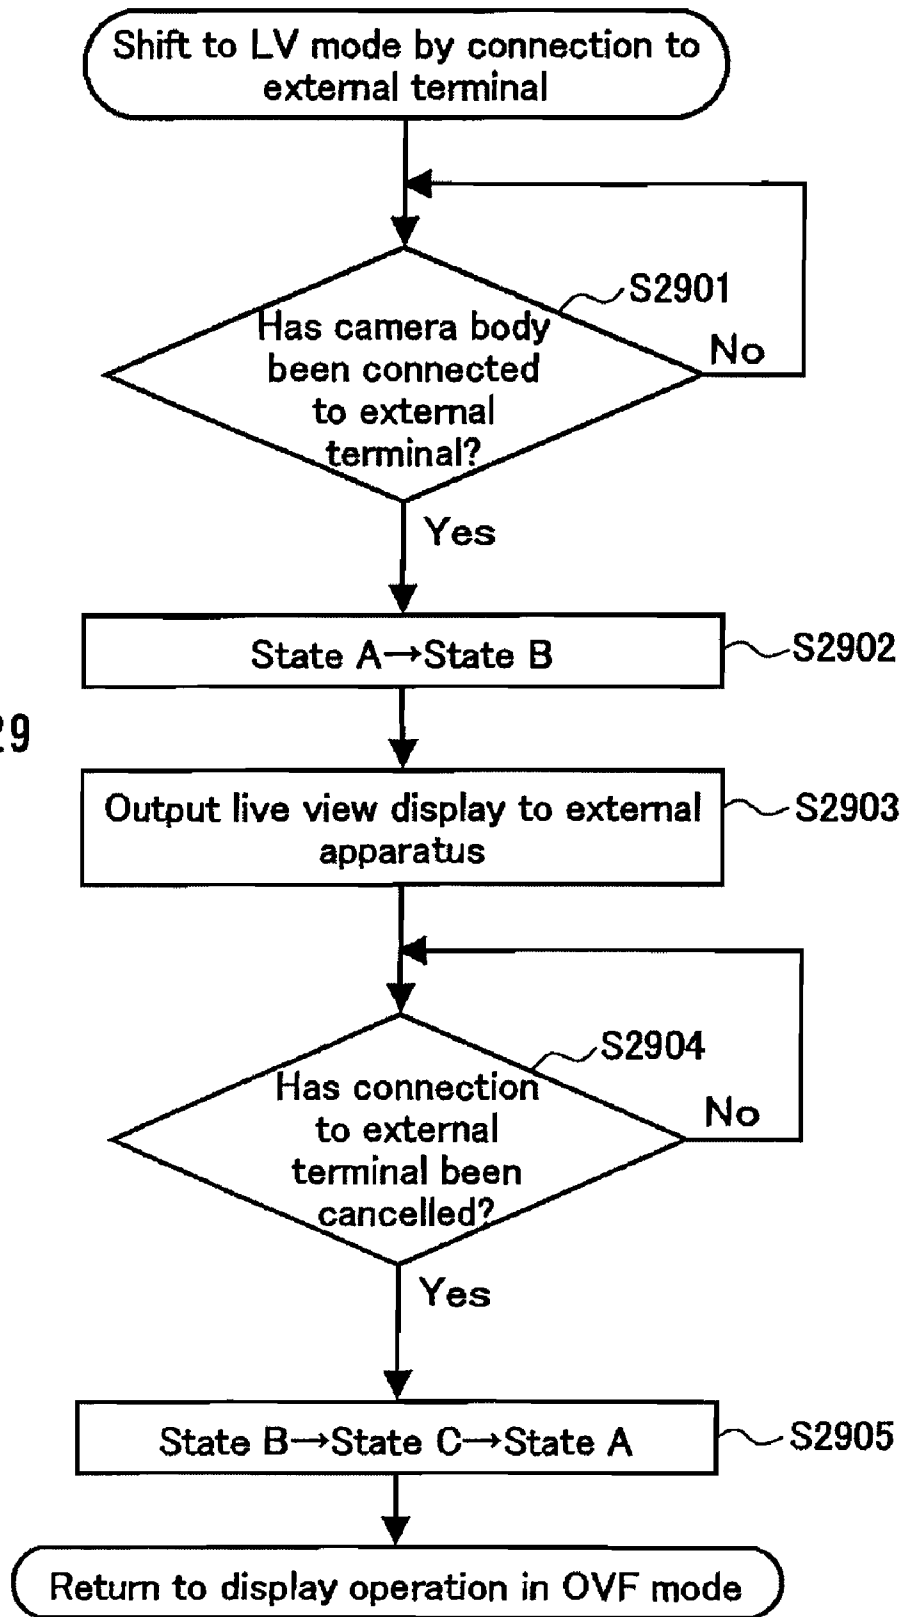 Shift to LV mode by connection to
external terminal
S2901
Has camera body
been connected
to external
terminal?
No
Yes
State A→State B
S2902
29
Output live view display to external
apparatus
S2903
S2904
Has connection
to external
terminal been
cancelled?
No
Yes
State B→State C→State A
S2905
Return to display operation in OVF mode